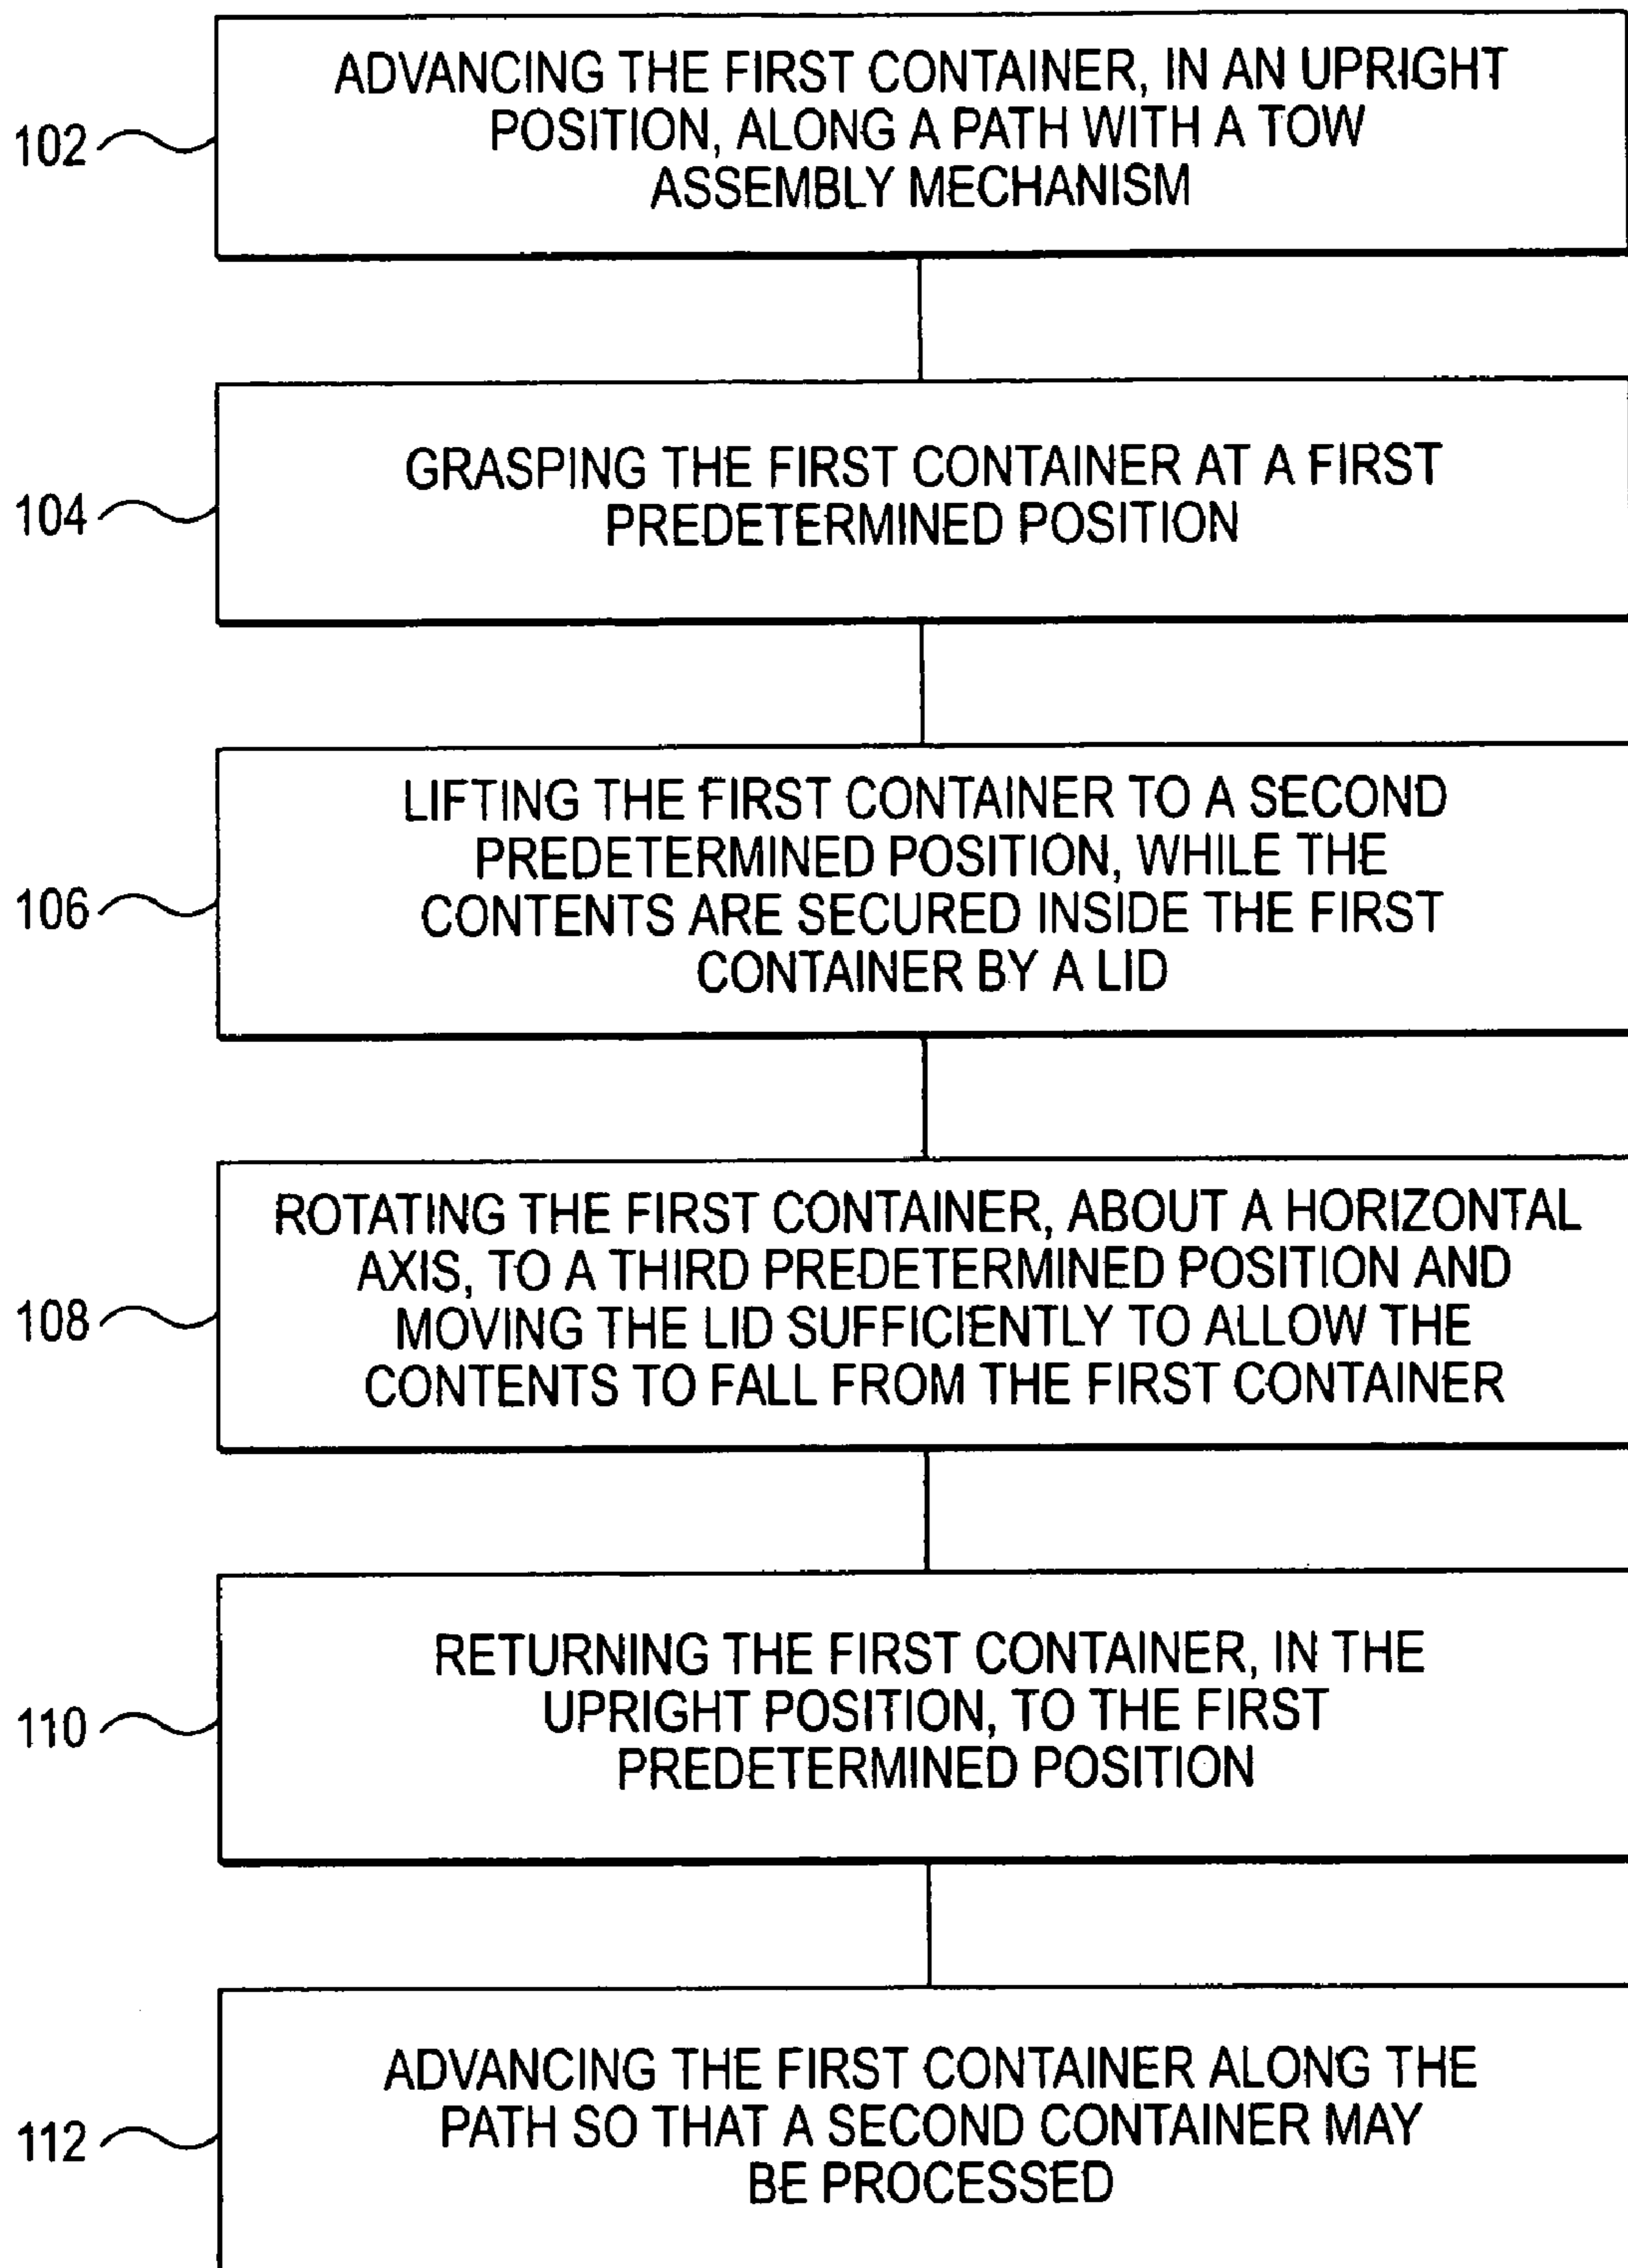 ADVANCING THE FIRST CONTAINER, IN AN UPRIGHT
POSITION, ALONG A PATH WITH A TOW
ASSEMBLY MECHANISM
102
GRASPING THE FIRST CONTAINER AT A FIRST
PREDETERMINED POSITION
104
LIFTING THE FIRST CONTAINER TO A SECOND
PREDETERMINED POSITION, WHILE THE
CONTENTS ARE SECURED INSIDE THE FIRST
CONTAINER BY A LID
106
ROTATING THE FIRST CONTAINER, ABOUT A HORIZONTAL
AXIS, TO A THIRD PREDETERMINED POSITION AND
MOVING THE LID SUFFICIENTLY TO ALLOW THE
CONTENTS TO FALL FROM THE FIRST CONTAINER
108
RETURNING THE FIRST CONTAINER, IN THE
UPRIGHT POSITION, TO THE FIRST
PREDETERMINED POSITION
110
ADVANCING THE FIRST CONTAINER ALONG THE
PATH SO THAT A SECOND CONTAINER MAY
BE PROCESSED
112